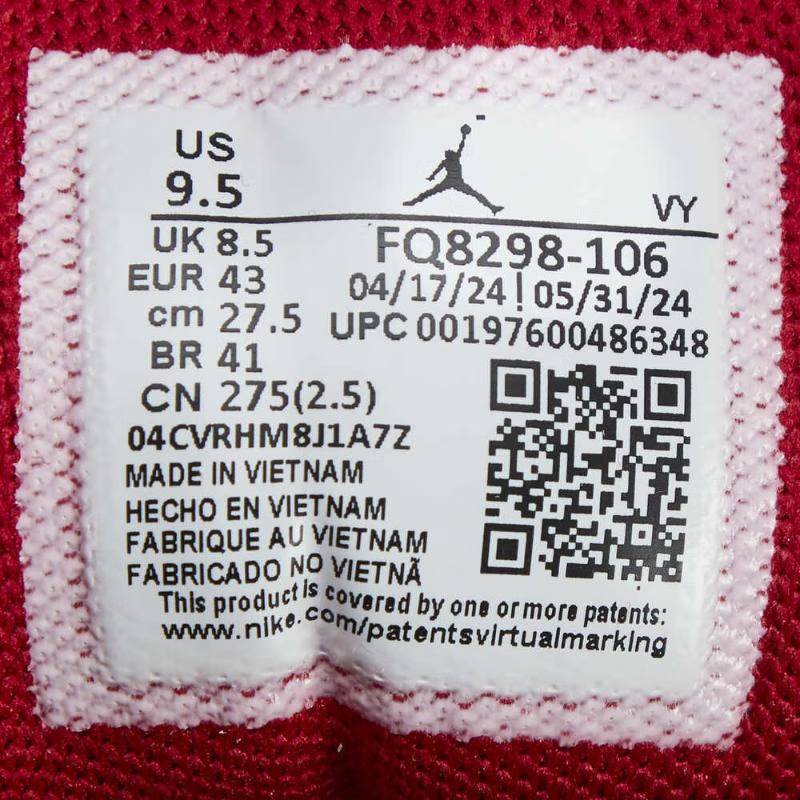 US
9.5
VY
UK 8.5
FQ8298-106
EUR 43
04/17/24 | 05/31/24
cm 27.5
UPC 00197600486348
BR 41
CN 275(2.5)
04CVRHM8J1A7Z
MADE IN VIETNAM
HECHO EN VIETNAM
FABRIQUE AU VIETNAM
FABRICADO NO VIETNÃ
This product is covered by one or more patents:
www.nike.com/patentsvirtualmarking